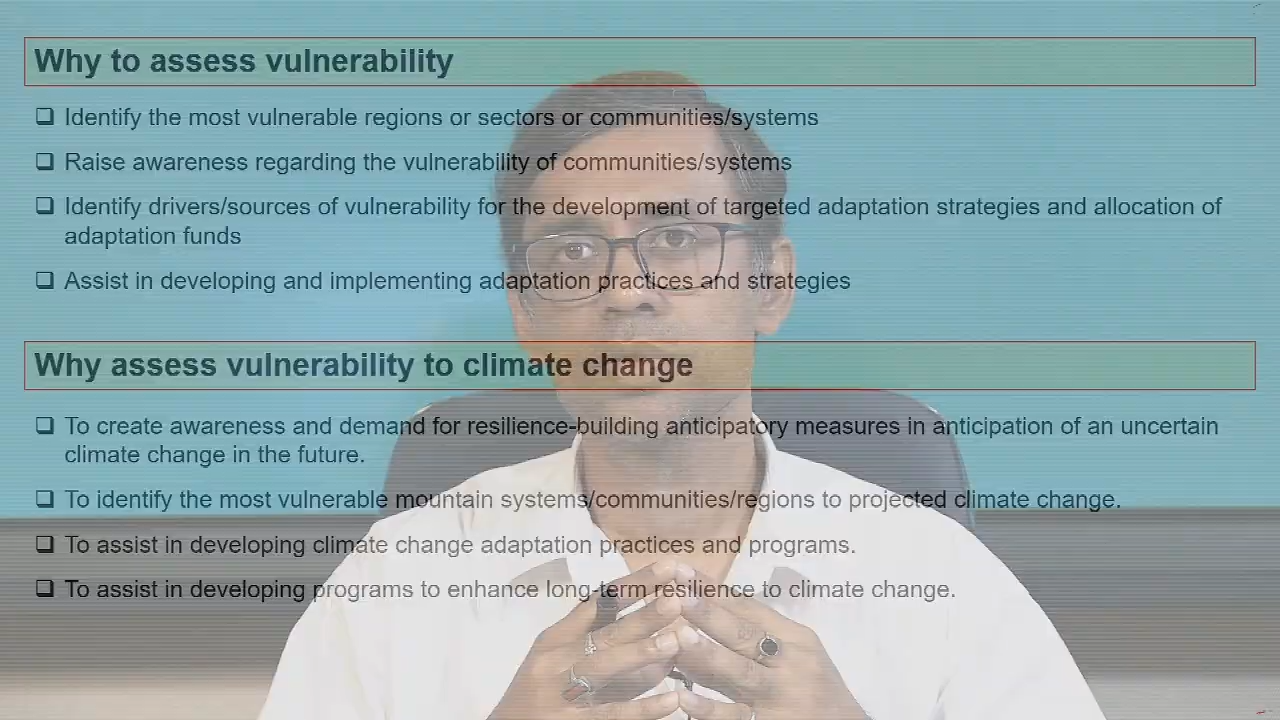 Why to assess vulnerability
❑ Identify the most vulnerable regions or sectors or communities/systems
❑ Raise awareness regarding the vulnerability of communities/systems
❑ Identify drivers/sources of vulnerability for the development of targeted adaptation strategies and allocation of
adaptation funds
❑ Assist in developing and implementing adaptation practices and strategies
Why assess vulnerability to climate change
❑ To create awareness and demand for resilience-building anticipatory measures in anticipation of an uncertain
climate change in the future.
❑ To identify the most vulnerable mountain systems/communities/regions to projected climate change.
❑ To assist in developing climate change adaptation practices and programs.
❑ To assist in developing programs to enhance long-term resilience to climate change.